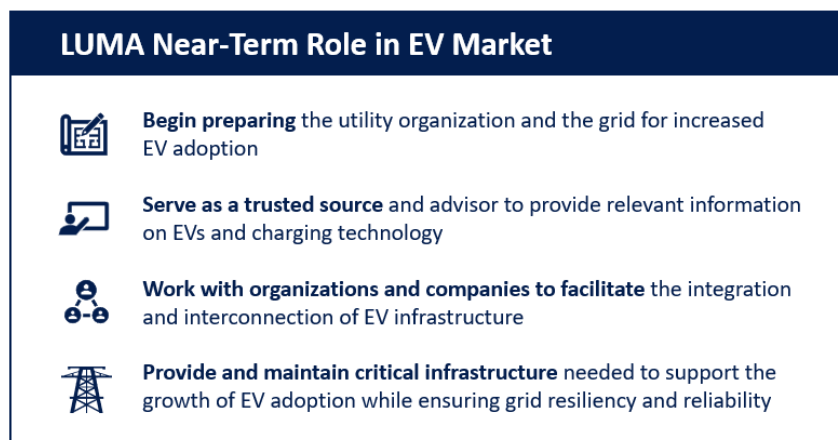 LUMA Near-Term Role in EV Market
Begin preparing the utility organization and the grid for increased
EV adoption
Serve as a trusted source and advisor to provide relevant information
on EVs and charging technology
Work with organizations and companies to facilitate the integration
and interconnection of EV infrastructure
Provide and maintain critical infrastructure needed to support the
growth of EV adoption while ensuring grid resiliency and reliability